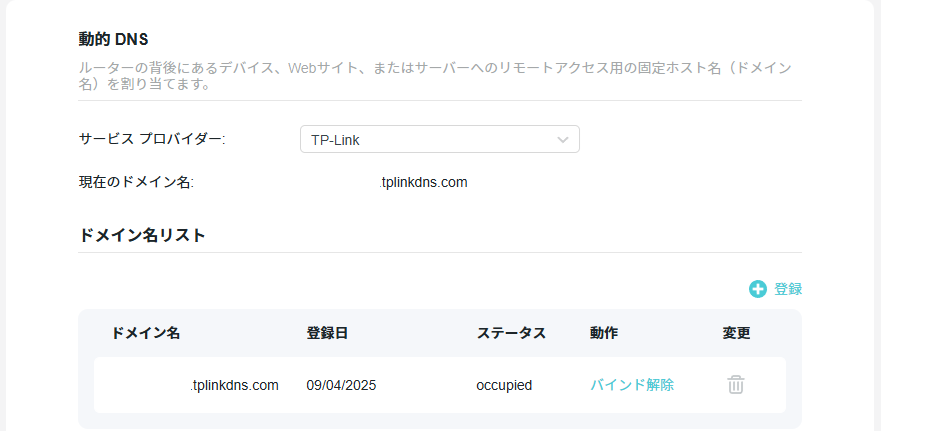 動的 DNS
ルーターの背後にあるデバイス、Webサイト、またはサーバーへのリモートアクセス用の固定ホスト名（ドメイン
名）を割り当てます。
サービス プロバイダー: TP-Link
現在のドメイン名: .tplinkdns.com
ドメイン名リスト
登録
ドメイン名 登録日 ステータス 動作 変更
.tplinkdns.com 09/04/2025 occupied バインド解除